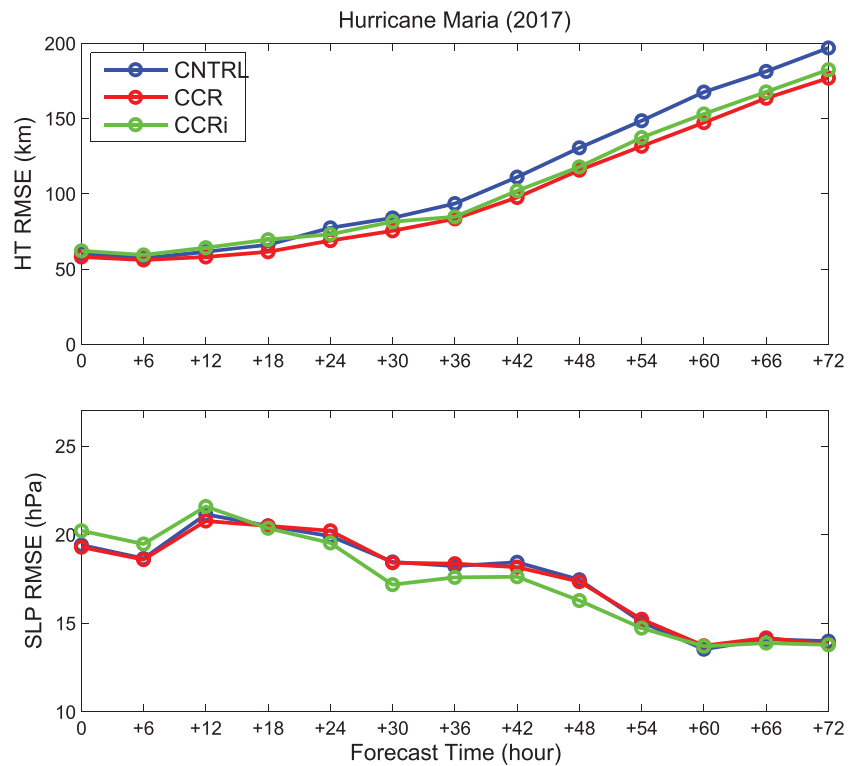 Hurricane Maria (2017)
200
150
100
50
0
HT RMSE (km)
CNTRL
CCR
CCRi
0 +6 +12 +18 +24 +30 +36 +42 +48 +54 +60 +66 +72
25
20
15
10
SLP RMSE (hPa)
0 +6 +12 +18 +24 +30 +36 +42 +48 +54 +60 +66 +72
Forecast Time (hour)